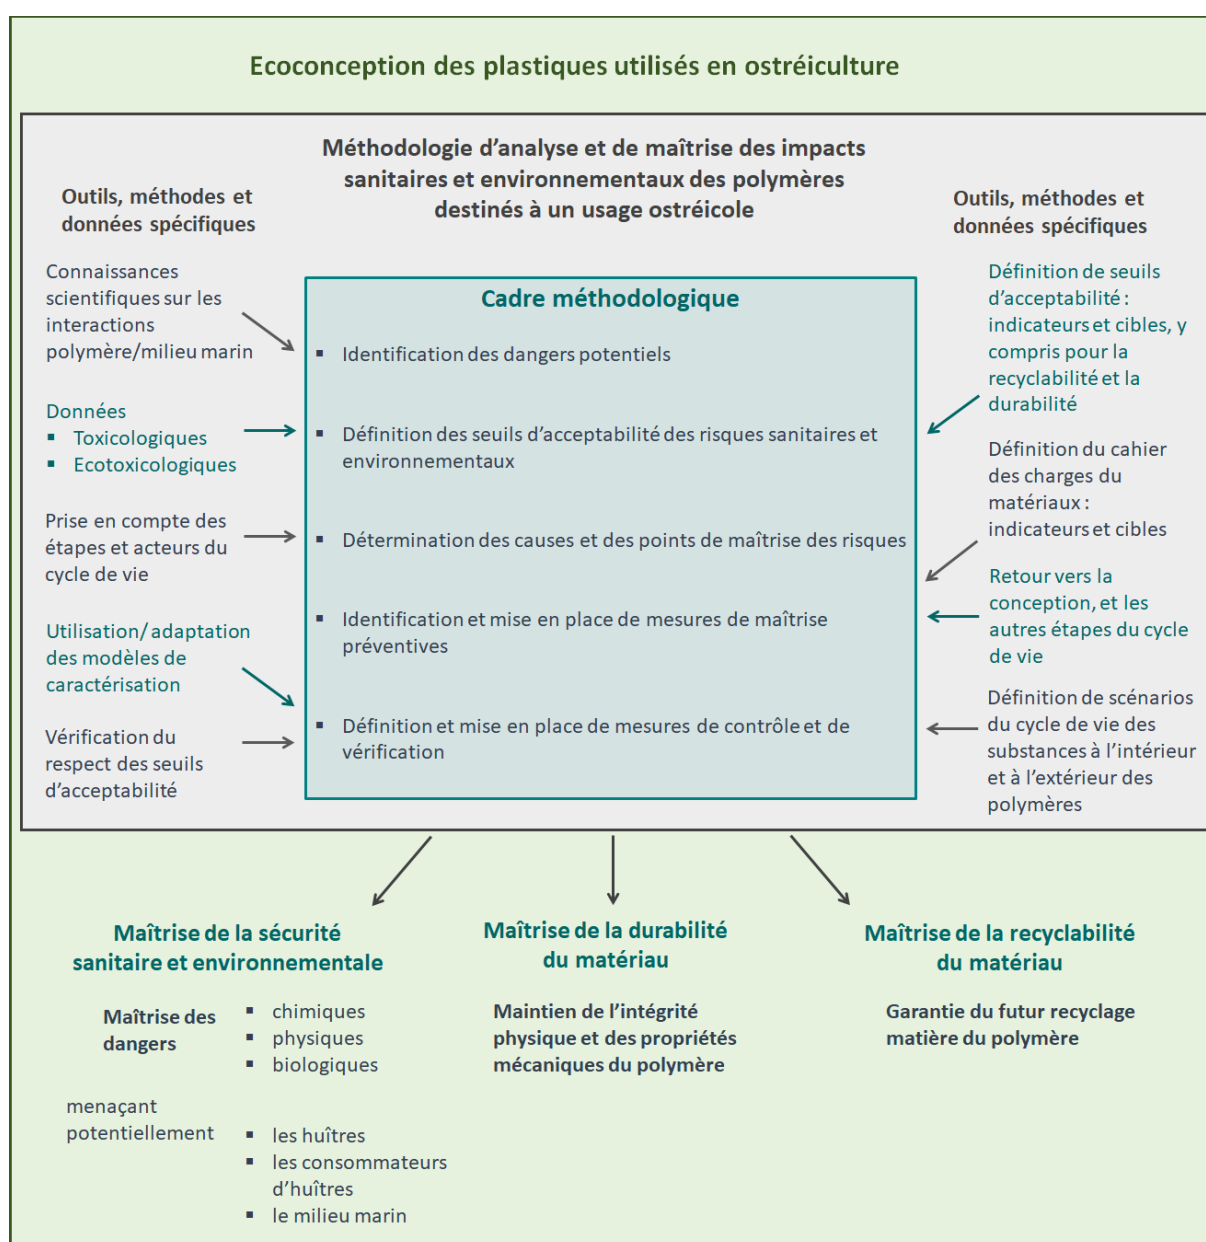 Ecoconception des plastiques utilisés en ostréiculture
Méthodologie d'analyse et de maîtrise des impacts
sanitaires et environnementaux des polymères
destinés à un usage ostréicole
Outils, méthodes et
données spécifiques
Connaissances
scientifiques sur les
interactions
polymère/milieu marin
Données
▪ Toxicologiques
▪ Ecotoxicologiques
Prise en compte des
étapes et acteurs du
cycle de vie
Utilisation/ adaptation
des modèles de
caractérisation
Vérification du
respect des seuils
d'acceptabilité
Cadre méthodologique
▪ Identification des dangers potentiels
▪ Définition des seuils d'acceptabilité des risques sanitaires et
environnementaux
▪ Détermination des causes et des points de maîtrise des risques
▪ Identification et mise en place de mesures de maîtrise
préventives
▪ Définition et mise en place de mesures de contrôle et de
vérification
Outils, méthodes et
données spécifiques
Définition de seuils
d'acceptabilité :
indicateurs et cibles, y
compris pour la
recyclabilité et la
durabilité
Définition du cahier
des charges du
matériaux :
indicateurs et cibles
Retour vers la
conception, et les
autres étapes du cycle
de vie
Définition de scénarios
du cycle de vie des
substances à l'intérieur
et à l'extérieur des
polymères
Maîtrise de la sécurité
sanitaire et environnementale
Maîtrise des
dangers
▪ chimiques
▪ physiques
▪ biologiques
menaçant
potentiellement
▪ les huîtres
▪ les consommateurs
d'huîtres
▪ le milieu marin
Maîtrise de la durabilité
du matériau
Maintien de l'intégrité
physique et des propriétés
mécaniques du polymère
Maîtrise de la recyclabilité
du matériau
Garantie du futur recyclage
matière du polymère